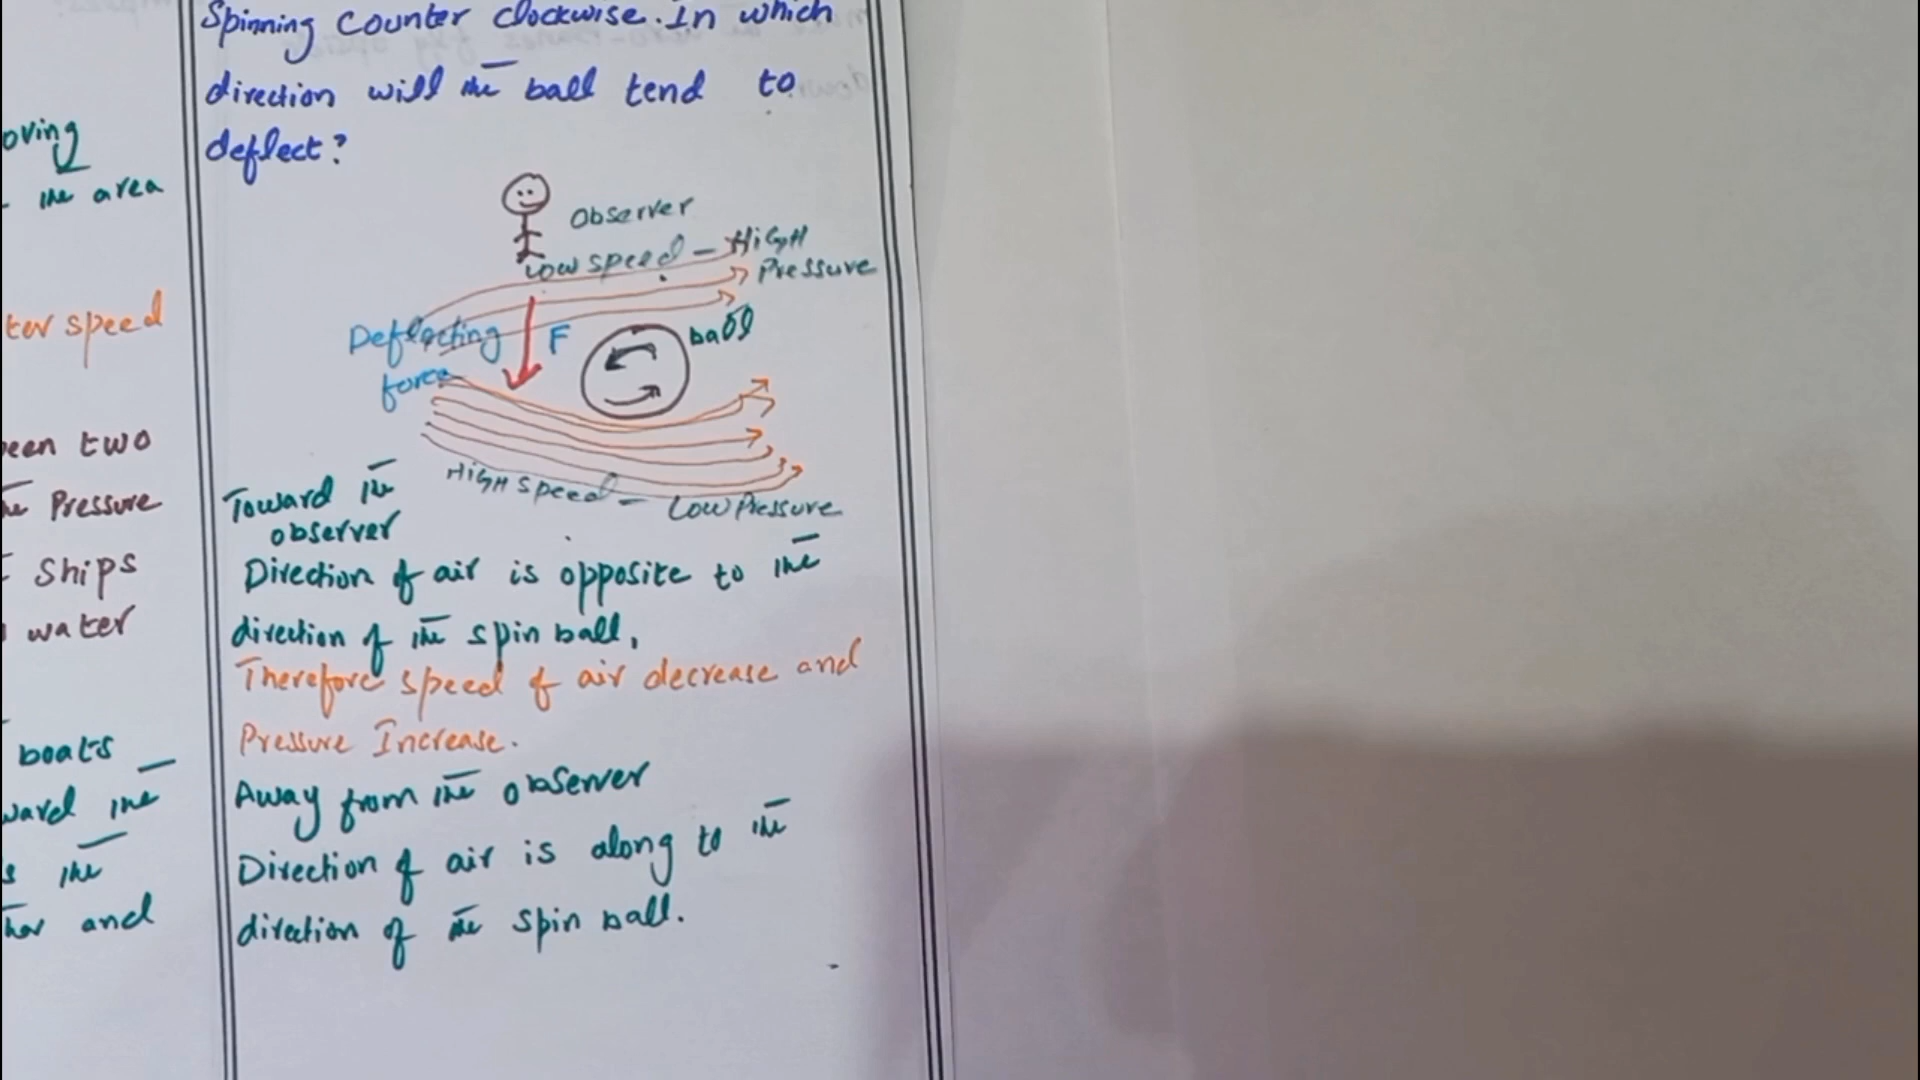 oving
the area
ter speed
een two
Pressure
ships
water
boats
ward the
s the
her and
Spinning Counter Clockwise. In which
direction will the ball tend to
deflect?
Observer
Low speed - HiGH
Pressure
Deflecting
force
F
ball
HiGH speed - Low Pressure
Toward the
observer
Direction of air is opposite to the
direction of the spin ball,
Therefore speed of air decrease and
Pressure Increase.
Away from the observer
Direction of air is along to the
direction of the spin ball.